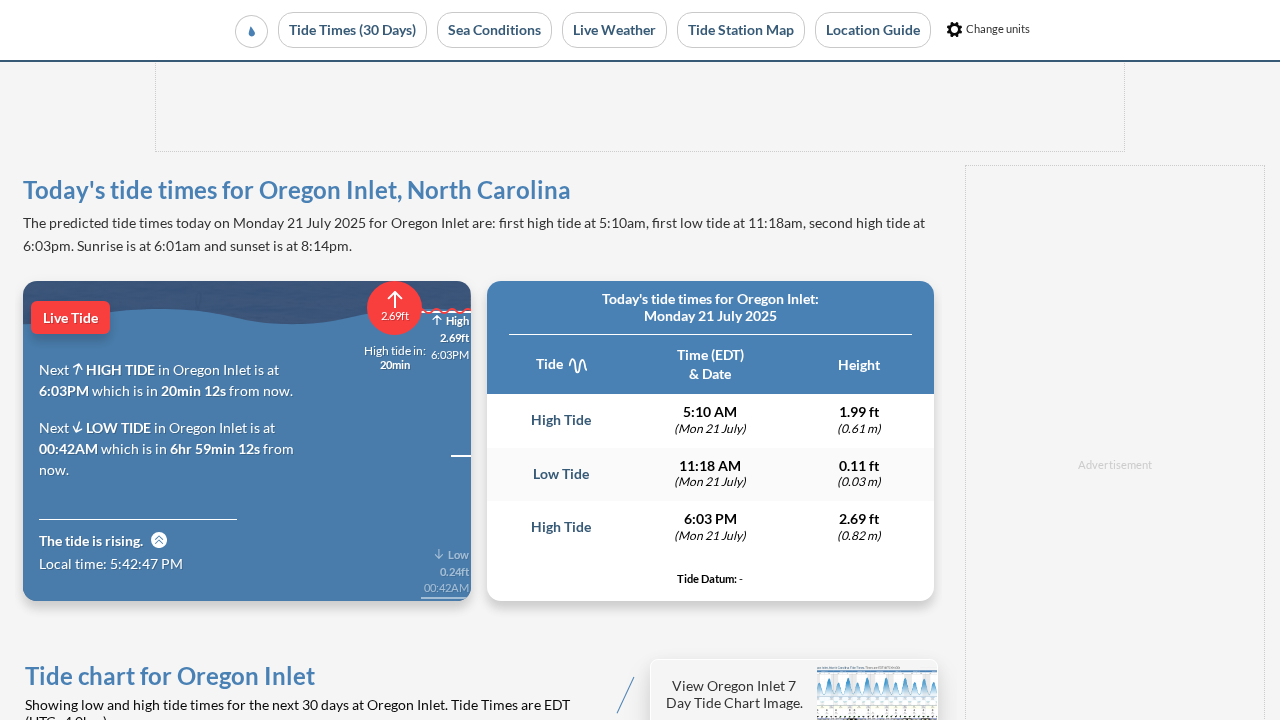 Tide Times (30 Days)
Sea Conditions
Live Weather
Tide Station Map
Location Guide
Change units
Today's tide times for Oregon Inlet, North Carolina
The predicted tide times today on Monday 21 July 2025 for Oregon Inlet are: first high tide at 5:10am, first low tide at 11:18am, second high tide at
6:03pm. Sunrise is at 6:01am and sunset is at 8:14pm.
Live Tide
2.69ft
High tide in:
20min
High
2.69ft
6:03PM
Next HIGH TIDE in Oregon Inlet is at
6:03PM which is in 20min 12s from now.
Next LOW TIDE in Oregon Inlet is at
00:42AM which is in 6hr 59min 12s from
now.
The tide is rising.
Local time: 5:42:47 PM
Low
0.24ft
00:42AM
Today's tide times for Oregon Inlet:
Monday 21 July 2025
Tide
Time (EDT)
& Date
Height
High Tide
5:10 AM
(Mon 21 July)
1.99 ft
(0.61 m)
Low Tide
11:18 AM
(Mon 21 July)
0.11 ft
(0.03 m)
High Tide
6:03 PM
(Mon 21 July)
2.69 ft
(0.82 m)
Tide Datum: -
Advertisement
Tide chart for Oregon Inlet
Showing low and high tide times for the next 30 days at Oregon Inlet. Tide Times are EDT
View Oregon Inlet 7
Day Tide Chart Image.